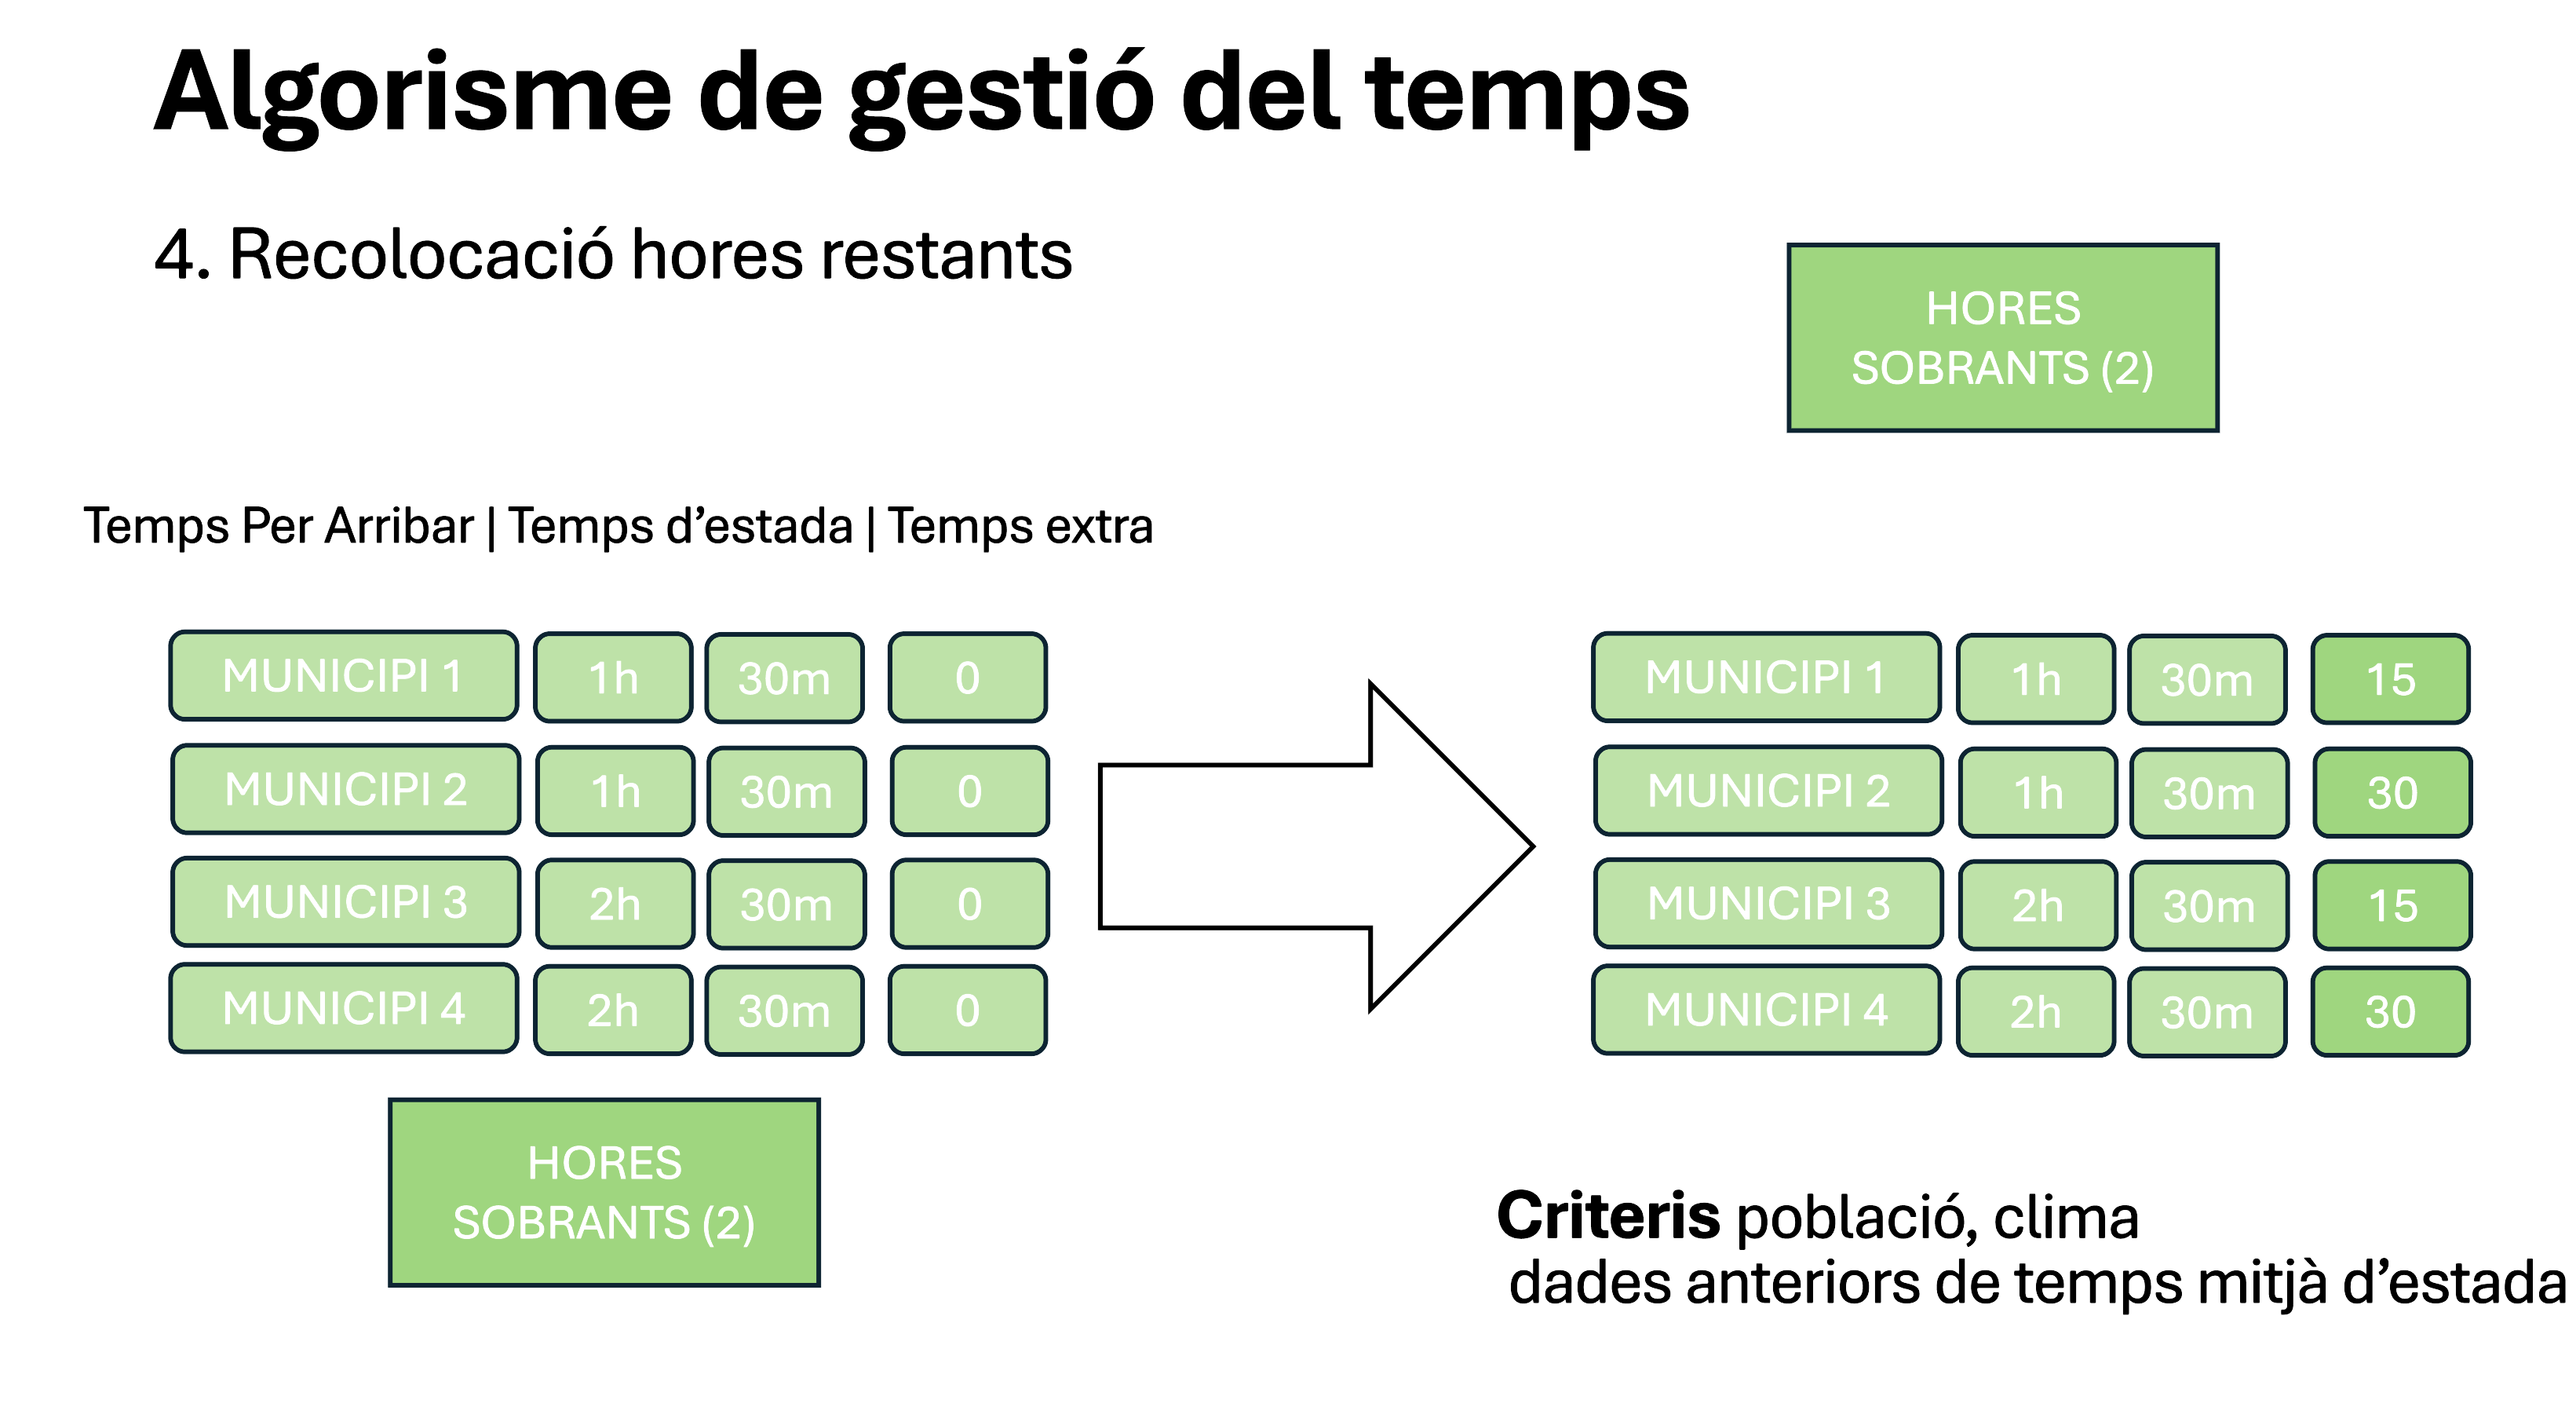 Algorisme de gestió del temps
4. Recolocació hores restants
HORES
SOBRANTS (2)
Temps Per Arribar | Temps d’estada | Temps extra
MUNICIPI 1 1h 30m 0
MUNICIPI 2 1h 30m 0
MUNICIPI 3 2h 30m 0
MUNICIPI 4 2h 30m 0
HORES
SOBRANTS (2)
MUNICIPI 1 1h 30m 15
MUNICIPI 2 1h 30m 30
MUNICIPI 3 2h 30m 15
MUNICIPI 4 2h 30m 30
Criteris població, clima
dades anteriors de temps mitjà d’estada